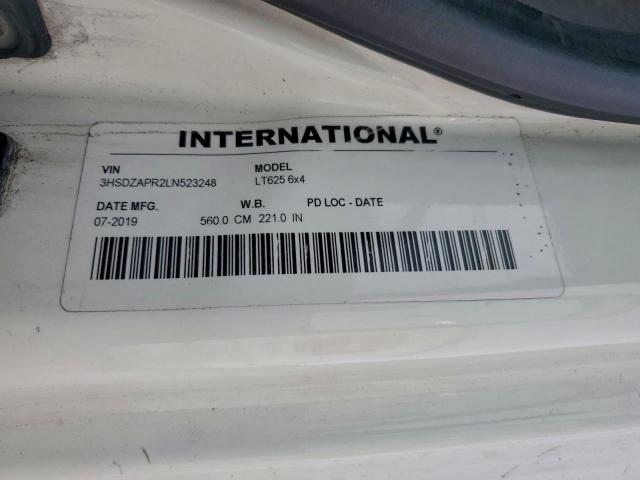 INTERNATIONAL®
VIN MODEL
3HSDZAPR2LN523248 LT625 6x4
DATE MFG. W.B. PD LOC - DATE
07-2019 560.0 CM 221.0 IN